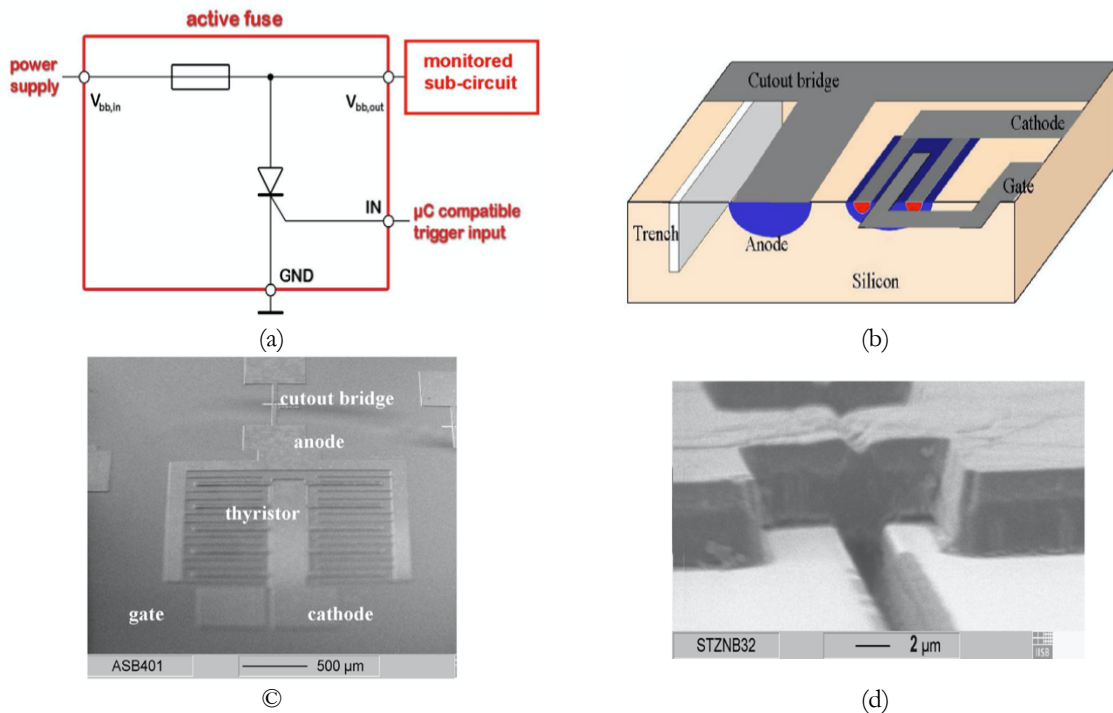 active fuse
power
supply
V_bb,in
V_bb,out
monitored
sub-circuit
IN
µC compatible
trigger input
GND
(a)
Cutout bridge
Cathode
Gate
Trench
Anode
Silicon
(b)
cutout bridge
anode
thyristor
gate
cathode
ASB401
500 µm
©
STZNB32
2 µm
IISB
(d)